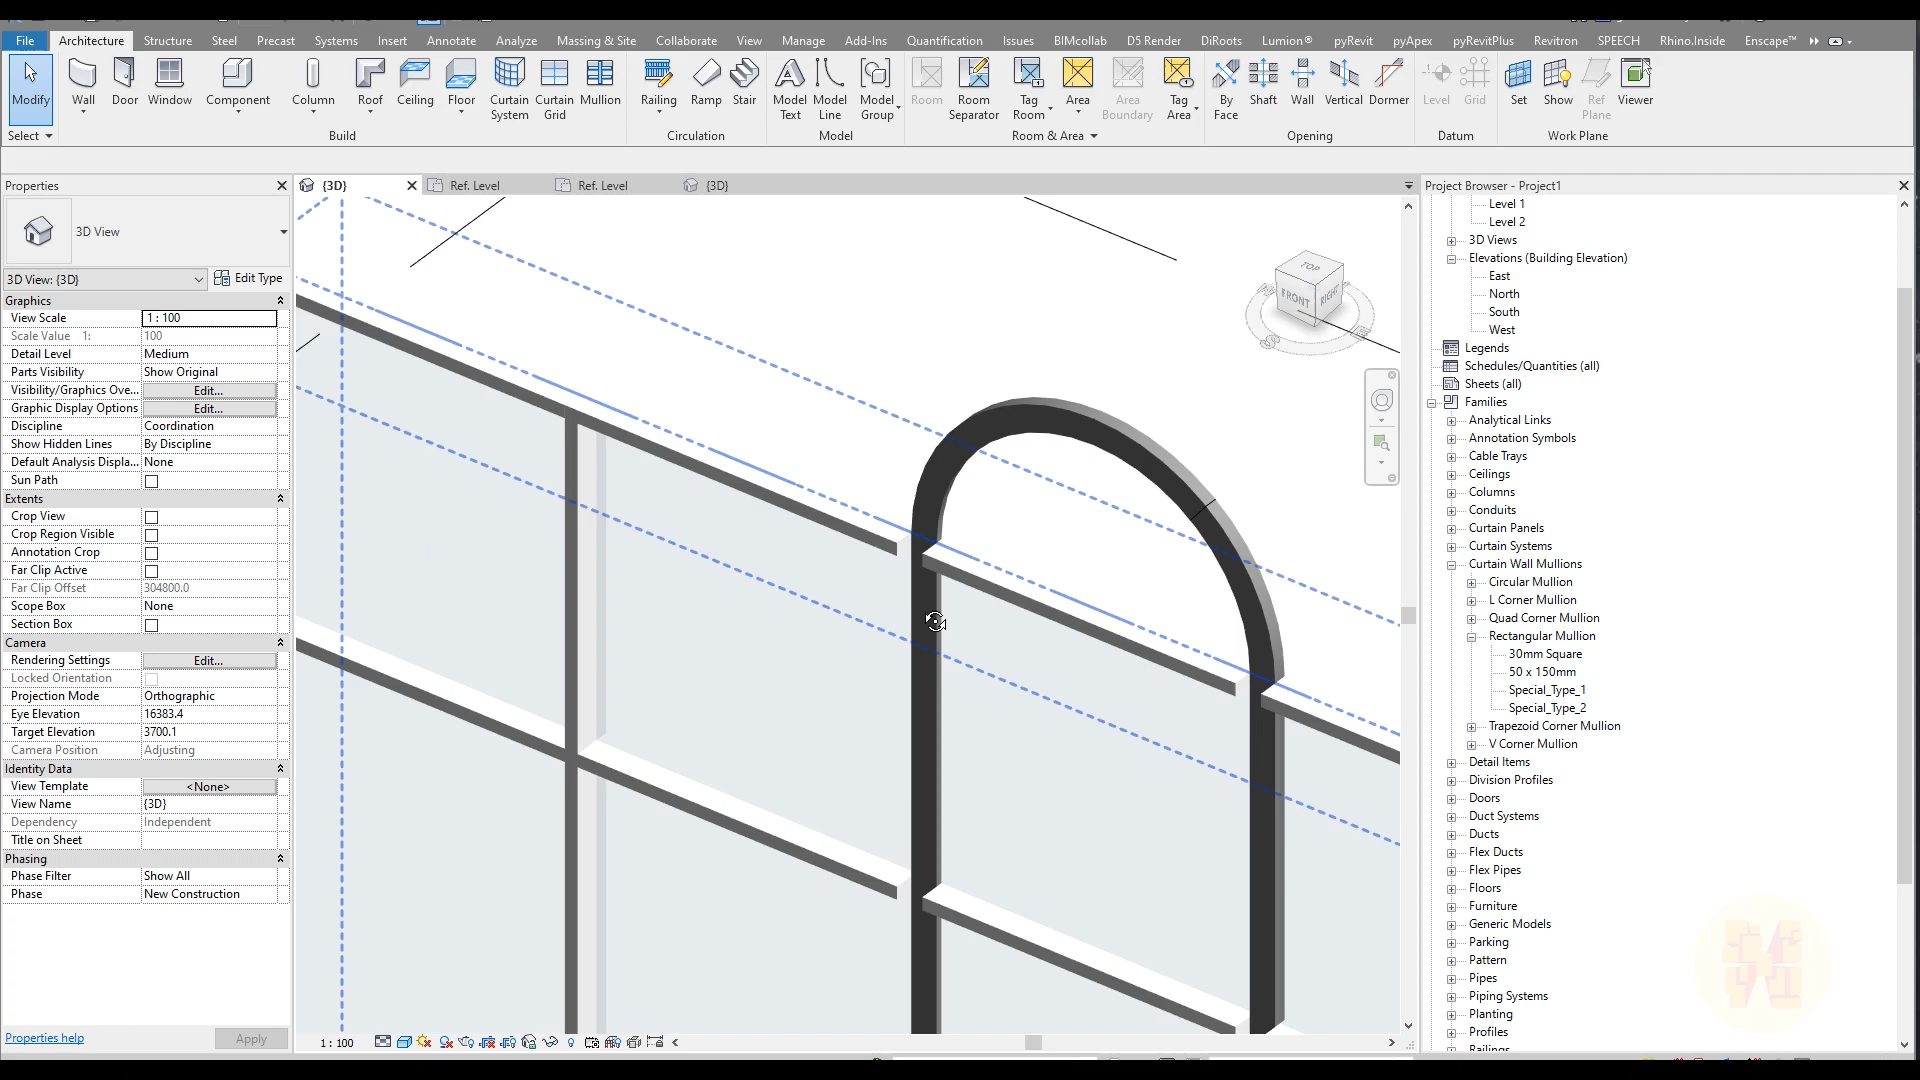 File Architecture Structure Steel Precast Systems Insert Annotate Analyze Massing & Site Collaborate View Manage Add-Ins Quantification Issues BIMcollab D5 Render DiRoots Lumion® pyRevit pyApex pyRevitPlus Revitron SPEECH Rhino.Inside Enscape™
Modify Wall Door Window Component Column Roof Ceiling Floor Curtain System Curtain Grid Mullion Railing Ramp Stair Model Text Model Line Model Group Room Room Separator Tag Room Area Area Boundary Tag Area By Face Shaft Wall Vertical Dormer Level Grid Set Show Ref Plane Viewer
Select Build Circulation Model Room & Area Opening Datum Work Plane
Properties
3D View
3D View: {3D} Edit Type
Graphics
View Scale 1 : 100
Scale Value 1: 100
Detail Level Medium
Parts Visibility Show Original
Visibility/Graphics Ove... Edit...
Graphic Display Options Edit...
Discipline Coordination
Show Hidden Lines By Discipline
Default Analysis Displa... None
Sun Path
Extents
Crop View
Crop Region Visible
Annotation Crop
Far Clip Active
Far Clip Offset 304800.0
Scope Box None
Section Box
Camera
Rendering Settings Edit...
Locked Orientation
Projection Mode Orthographic
Eye Elevation 16383.4
Target Elevation 3700.1
Camera Position Adjusting
Identity Data
View Template <None>
View Name {3D}
Dependency Independent
Title on Sheet
Phasing
Phase Filter Show All
Phase New Construction
Properties help Apply
{3D} Ref. Level Ref. Level {3D}
TOP
FRONT RIGHT
S E
1 : 100
Project Browser - Project1
Level 1
Level 2
3D Views
Elevations (Building Elevation)
East
North
South
West
Legends
Schedules/Quantities (all)
Sheets (all)
Families
Analytical Links
Annotation Symbols
Cable Trays
Ceilings
Columns
Conduits
Curtain Panels
Curtain Systems
Curtain Wall Mullions
Circular Mullion
L Corner Mullion
Quad Corner Mullion
Rectangular Mullion
30mm Square
50 x 150mm
Special_Type_1
Special_Type_2
Trapezoid Corner Mullion
V Corner Mullion
Detail Items
Division Profiles
Doors
Duct Systems
Ducts
Flex Ducts
Flex Pipes
Floors
Furniture
Generic Models
Parking
Pattern
Pipes
Piping Systems
Planting
Profiles
Railings